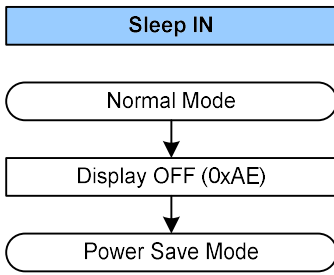 Sleep IN
Normal Mode
Display OFF (0xAE)
Power Save Mode